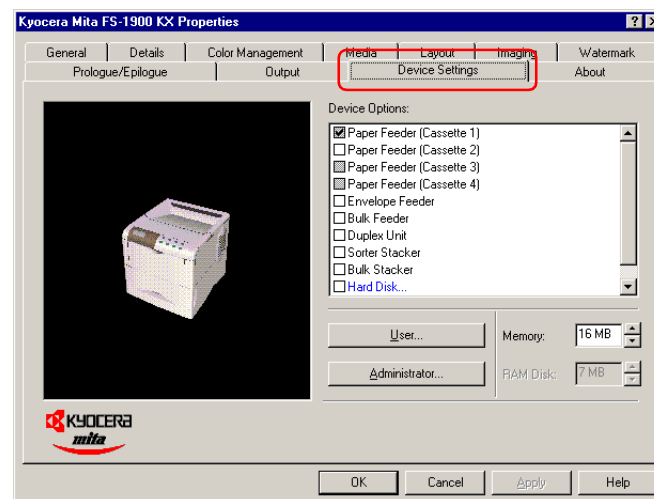 Kyocera Mita FS-1900 KX Properties
General Details Color Management Media Layout Imaging Watermark
Prologue/Epilogue Output Device Settings About
Device Options:
Paper Feeder (Cassette 1)
Paper Feeder (Cassette 2)
Paper Feeder (Cassette 3)
Paper Feeder (Cassette 4)
Envelope Feeder
Bulk Feeder
Duplex Unit
Sorter Stacker
Bulk Stacker
Hard Disk...
User... Memory: 16 MB
Administrator... RAM Disk: 7 MB
KYOCERA
mita
OK Cancel Apply Help